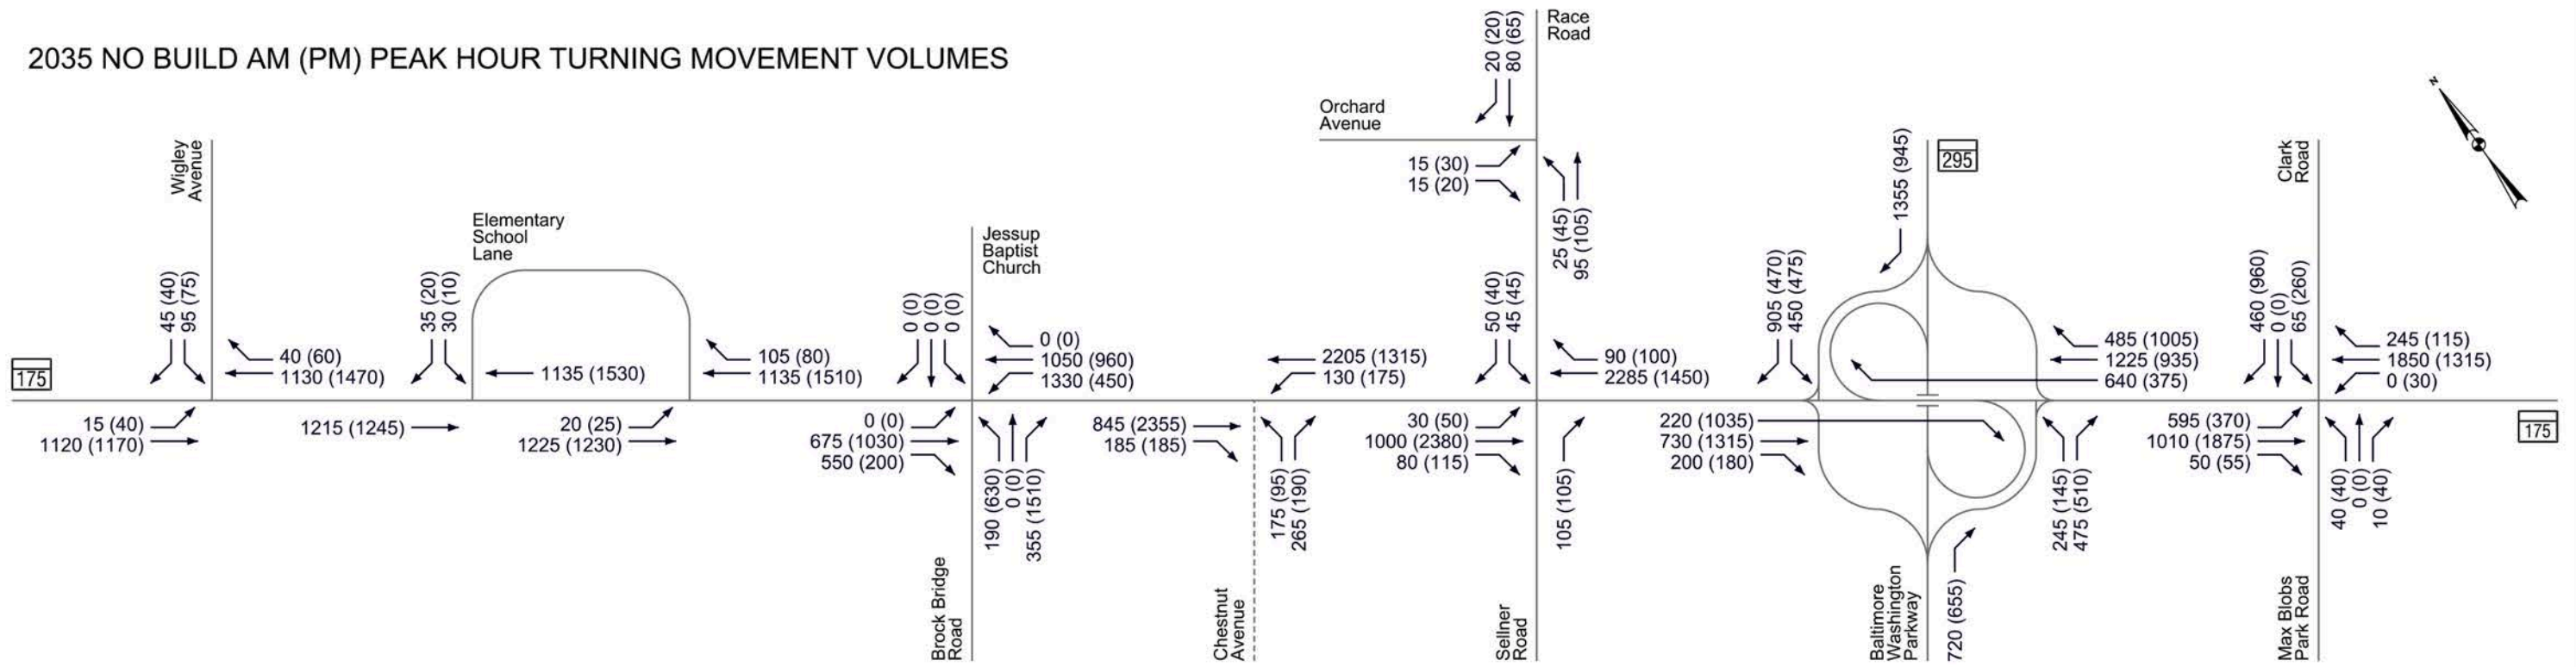 2035 NO BUILD AM (PM) PEAK HOUR TURNING MOVEMENT VOLUMES
175
Wigley
Avenue
45 (40)
95 (75)
40 (60)
1130 (1470)
15 (40)
1120 (1170)
Elementary
School
Lane
35 (20)
30 (10)
1135 (1530)
1215 (1245)
105 (80)
1135 (1510)
20 (25)
1225 (1230)
Jessup
Baptist
Church
0 (0)
0 (0)
0 (0)
0 (0)
1050 (960)
1330 (450)
0 (0)
675 (1030)
550 (200)
190 (630)
0 (0)
355 (1510)
Brock Bridge
Road
2205 (1315)
130 (175)
845 (2355)
185 (185)
175 (95)
265 (190)
Chestnut
Avenue
Race
Road
20 (20)
80 (65)
Orchard
Avenue
15 (30)
15 (20)
25 (45)
95 (105)
50 (40)
45 (45)
90 (100)
2285 (1450)
30 (50)
1000 (2380)
80 (115)
105 (105)
Sellner
Road
295
1355 (945)
905 (470)
450 (475)
485 (1005)
1225 (935)
640 (375)
220 (1035)
730 (1315)
200 (180)
245 (145)
475 (510)
720 (655)
Baltimore
Washington
Parkway
Clark
Road
460 (960)
0 (0)
65 (260)
245 (115)
1850 (1315)
0 (30)
595 (370)
1010 (1875)
50 (55)
40 (40)
0 (0)
10 (40)
Max Blobs
Park Road
175
N